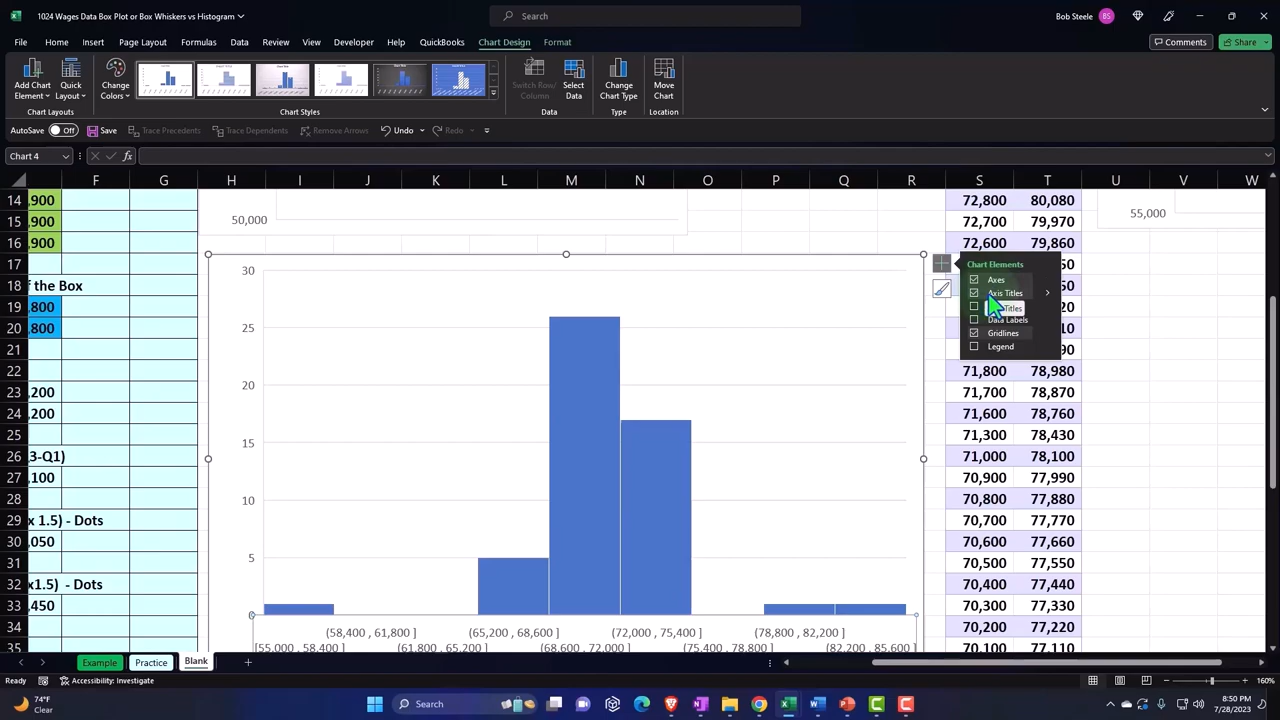 1024 Wages Data Box Plot or Box Whiskers vs Histogram
Search
Bob Steele
BS
File Home Insert Page Layout Formulas Data Review View Developer Help QuickBooks Chart Design Format
Comments
Share
Add Chart Element
Quick Layout
Change Colors
Switch Row/ Column
Select Data
Change Chart Type
Move Chart
Chart Layouts
Chart Styles
Data
Type
Location
AutoSave Off Save Trace Precedents Trace Dependents Remove Arrows Undo Redo
Chart 4
fx
F G H I J K L M N O P Q R S T U V W
14 ,900 50,000 72,800 80,080 55,000
15 ,900 72,700 79,970
16 ,900 72,600 79,860
17 30 Chart Elements 50
Axes
18 f the Box
Axis Titles
19 ,800 25 20
Titles
20 ,800 Data Labels 10
21 Gridlines 90
Legend
22 20 71,800 78,980
23 ,200 71,700 78,870
24 ,200 71,600 78,760
25 15 71,300 78,430
26 3-Q1) 71,000 78,100
27 ,100 70,900 77,990
28 10 70,800 77,880
29 x 1.5) - Dots 70,700 77,770
30 ,050 70,600 77,660
31 5 70,500 77,550
32 x1.5) - Dots 70,400 77,440
33 ,450 0 70,300 77,330
34 (58,400 , 61,800 ] (65,200 , 68,600 ] (72,000 , 75,400 ] (78,800 , 82,200 ] 70,200 77,220
35 [55,000 , 58,400 ] (61,800 , 65,200 ] (68,600 , 72,000 ] (75,400 , 78,800 ] (82,200 , 85,600 ] 70,100 77,110
Example Practice Blank
Ready Accessibility: Investigate
160%
74°F
Clear
Search
8:50 PM
7/28/2023